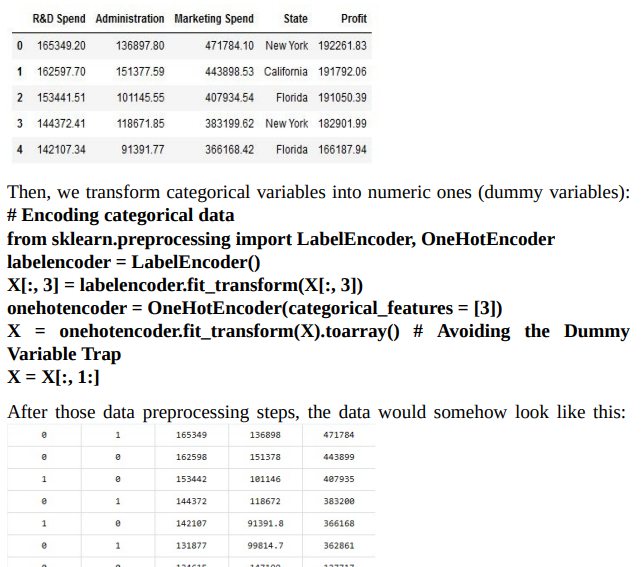 R&D Spend Administration Marketing Spend State Profit
0 165349.20 136897.80 471784.10 New York 192261.83
1 162597.70 151377.59 443898.53 California 191792.06
2 153441.51 101145.55 407934.54 Florida 191050.39
3 144372.41 118671.85 383199.62 New York 182901.99
4 142107.34 91391.77 366168.42 Florida 166187.94
Then, we transform categorical variables into numeric ones (dummy variables):
# Encoding categorical data
from sklearn.preprocessing import LabelEncoder, OneHotEncoder
labelencoder = LabelEncoder()
X[:, 3] = labelencoder.fit_transform(X[:, 3])
onehotencoder = OneHotEncoder(categorical_features = [3])
X = onehotencoder.fit_transform(X).toarray() # Avoiding the Dummy
Variable Trap
X = X[:, 1:]
After those data preprocessing steps, the data would somehow look like this:
0 1 165349 136898 471784
0 0 162598 151378 443899
1 0 153442 101146 407935
0 1 144372 118672 383200
1 0 142107 91391.8 366168
0 1 131877 99814.7 362861